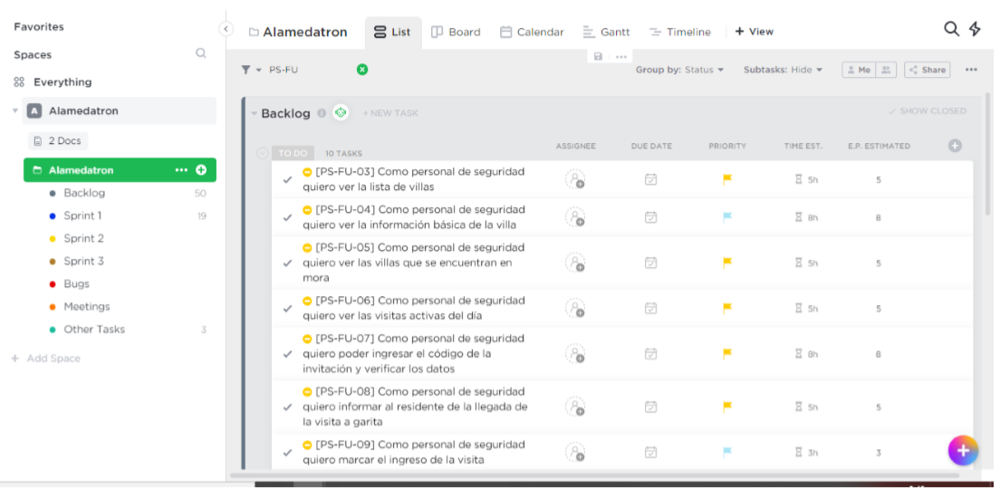 Favorites
Spaces
Everything
A Alamedatron
2 Docs
Alamedatron
Backlog 50
Sprint 1 19
Sprint 2
Sprint 3
Bugs
Meetings
Other Tasks 3
+ Add Space
Alamedatron List Board Calendar Gantt Timeline + View
PS-FU Group by: Status Subtasks: Hide Me Share
Backlog + NEW TASK SHOW CLOSED
TO DO 10 TASKS ASSIGNEE DUE DATE PRIORITY TIME EST. E.P. ESTIMATED
[PS-FU-03] Como personal de seguridad
quiero ver la lista de villas 5h 5
[PS-FU-04] Como personal de seguridad
quiero ver la información básica de la villa 8h 8
[PS-FU-05] Como personal de seguridad
quiero ver las villas que se encuentran en 5h 5
mora
[PS-FU-06] Como personal de seguridad
quiero ver las visitas activas del día 5h 5
[PS-FU-07] Como personal de seguridad
quiero poder ingresar el código de la 8h 8
invitación y verificar los datos
[PS-FU-08] Como personal de seguridad
quiero informar al residente de la llegada de 5h 5
la visita a garita
[PS-FU-09] Como personal de seguridad
quiero marcar el ingreso de la visita 3h 3